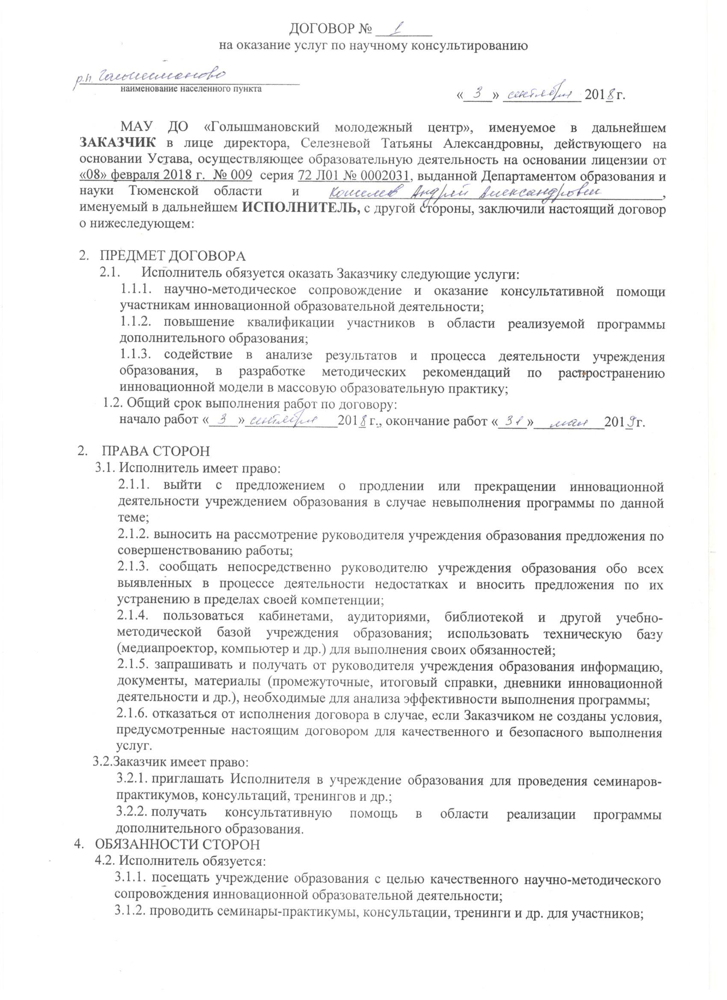 ДОГОВОР № 1
на оказание услуг по научному консультированию
р.п. Голышманово
наименование населенного пункта
«3» сентября 2018 г.
МАУ ДО «Голышмановский молодежный центр», именуемое в дальнейшем
ЗАКАЗЧИК в лице директора, Селезневой Татьяны Александровны, действующего на
основании Устава, осуществляющее образовательную деятельность на основании лицензии от
«08» февраля 2018 г. № 009 серия 72 Л01 № 0002031, выданной Департаментом образования и
науки Тюменской области и Кошелев Андрей Александрович,
именуемый в дальнейшем ИСПОЛНИТЕЛЬ, с другой стороны, заключили настоящий договор
о нижеследующем:
2. ПРЕДМЕТ ДОГОВОРА
2.1. Исполнитель обязуется оказать Заказчику следующие услуги:
1.1.1. научно-методическое сопровождение и оказание консультативной помощи
участникам инновационной образовательной деятельности;
1.1.2. повышение квалификации участников в области реализуемой программы
дополнительного образования;
1.1.3. содействие в анализе результатов и процесса деятельности учреждения
образования, в разработке методических рекомендаций по распространению
инновационной модели в массовую образовательную практику;
1.2. Общий срок выполнения работ по договору:
начало работ «3» сентября 2018 г., окончание работ «31» мая 2019г.
2. ПРАВА СТОРОН
3.1. Исполнитель имеет право:
2.1.1. выйти с предложением о продлении или прекращении инновационной
деятельности учреждением образования в случае невыполнения программы по данной
теме;
2.1.2. выносить на рассмотрение руководителя учреждения образования предложения по
совершенствованию работы;
2.1.3. сообщать непосредственно руководителю учреждения образования обо всех
выявленных в процессе деятельности недостатках и вносить предложения по их
устранению в пределах своей компетенции;
2.1.4. пользоваться кабинетами, аудиториями, библиотекой и другой учебно-
методической базой учреждения образования; использовать техническую базу
(медиапроектор, компьютер и др.) для выполнения своих обязанностей;
2.1.5. запрашивать и получать от руководителя учреждения образования информацию,
документы, материалы (промежуточные, итоговый справки, дневники инновационной
деятельности и др.), необходимые для анализа эффективности выполнения программы;
2.1.6. отказаться от исполнения договора в случае, если Заказчиком не созданы условия,
предусмотренные настоящим договором для качественного и безопасного выполнения
услуг.
3.2.Заказчик имеет право:
3.2.1. приглашать Исполнителя в учреждение образования для проведения семинаров-
практикумов, консультаций, тренингов и др.;
3.2.2. получать консультативную помощь в области реализации программы
дополнительного образования.
4. ОБЯЗАННОСТИ СТОРОН
4.2. Исполнитель обязуется:
3.1.1. посещать учреждение образования с целью качественного научно-методического
сопровождения инновационной образовательной деятельности;
3.1.2. проводить семинары-практикумы, консультации, тренинги и др. для участников;